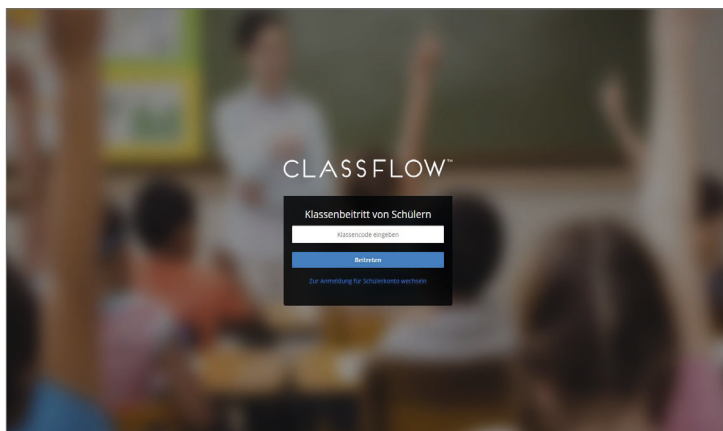 CLASSFLOW™
Klassenbeitritt von Schülern
Klassencode eingeben
Beitreten
Zur Anmeldung für Schülerkonto wechseln